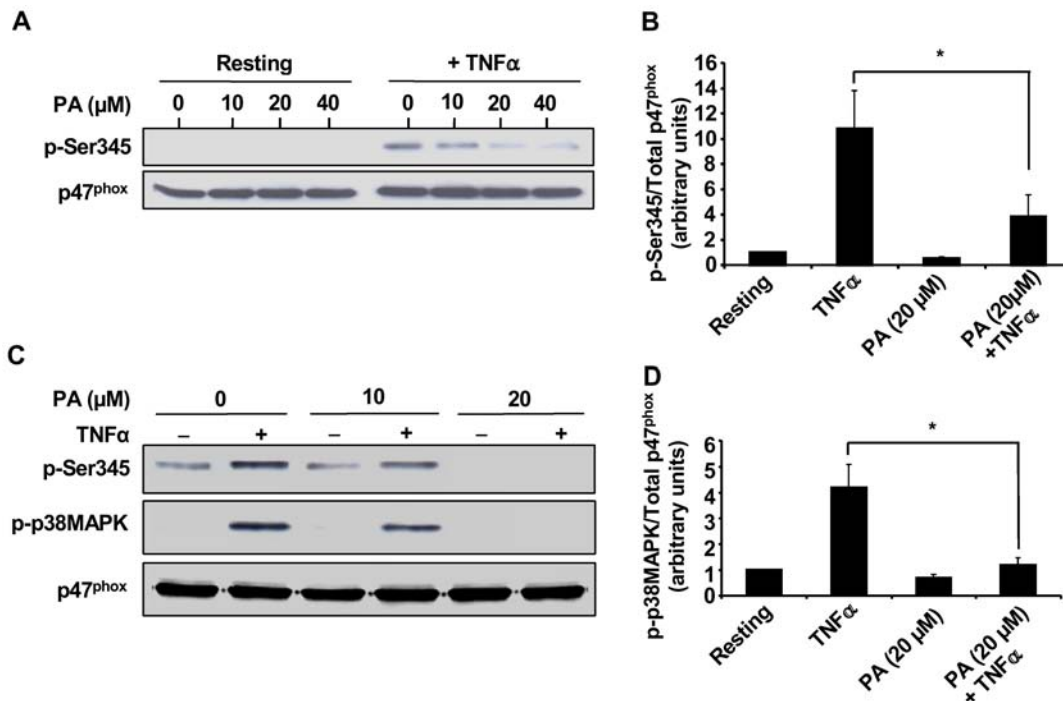 A
Resting + TNFα
PA (µM) 0 10 20 40 0 10 20 40
p-Ser345
p47phox
B
p-Ser345/Total p47phox
(arbitrary units)
16
14
12
10
8
6
4
2
0
*
Resting
TNFα
PA (20 µM)
PA (20µM)
+TNFα
C
PA (µM) 0 10 20
TNFα – + – + – +
p-Ser345
p-p38MAPK
p47phox
D
p-p38MAPK/Total p47phox
(arbitrary units)
6
5
4
3
2
1
0
*
Resting
TNFα
PA (20 µM)
PA (20 µM)
+ TNFα